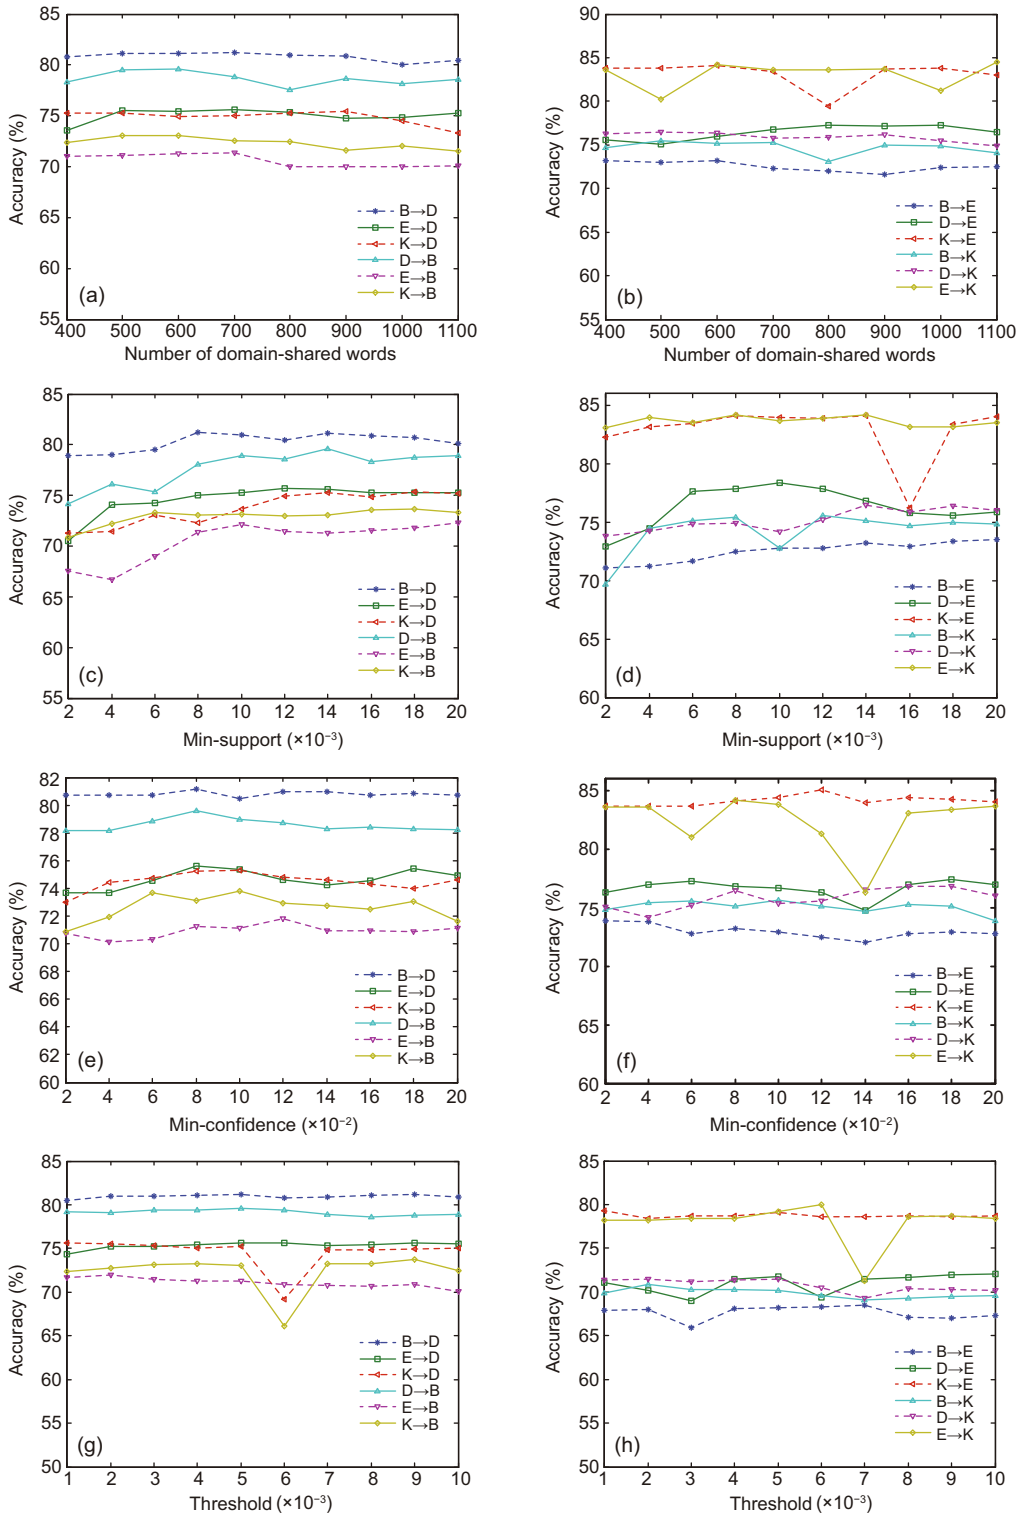 85
80
75
70
65
60
55
Accuracy (%)
(a)
B→D
E→D
K→D
D→B
E→B
K→B
400 500 600 700 800 900 1000 1100
Number of domain-shared words
90
85
80
75
70
65
60
55
Accuracy (%)
(b)
B→E
D→E
K→E
B→K
D→K
E→K
400 500 600 700 800 900 1000 1100
Number of domain-shared words
85
80
75
70
65
60
55
Accuracy (%)
(c)
B→D
E→D
K→D
D→B
E→B
K→B
2 4 6 8 10 12 14 16 18 20
Min-support (×10⁻³)
85
80
75
70
65
60
Accuracy (%)
(d)
B→E
D→E
K→E
B→K
D→K
E→K
2 4 6 8 10 12 14 16 18 20
Min-support (×10⁻³)
82
80
78
76
74
72
70
68
66
64
62
60
Accuracy (%)
(e)
B→D
E→D
K→D
D→B
E→B
K→B
2 4 6 8 10 12 14 16 18 20
Min-confidence (×10⁻²)
85
80
75
70
65
60
Accuracy (%)
(f)
B→E
D→E
K→E
B→K
D→K
E→K
2 4 6 8 10 12 14 16 18 20
Min-confidence (×10⁻²)
85
80
75
70
65
60
55
50
Accuracy (%)
(g)
B→D
E→D
K→D
D→B
E→B
K→B
1 2 3 4 5 6 7 8 9 10
Threshold (×10⁻³)
85
80
75
70
65
60
55
50
Accuracy (%)
(h)
B→E
D→E
K→E
B→K
D→K
E→K
1 2 3 4 5 6 7 8 9 10
Threshold (×10⁻³)